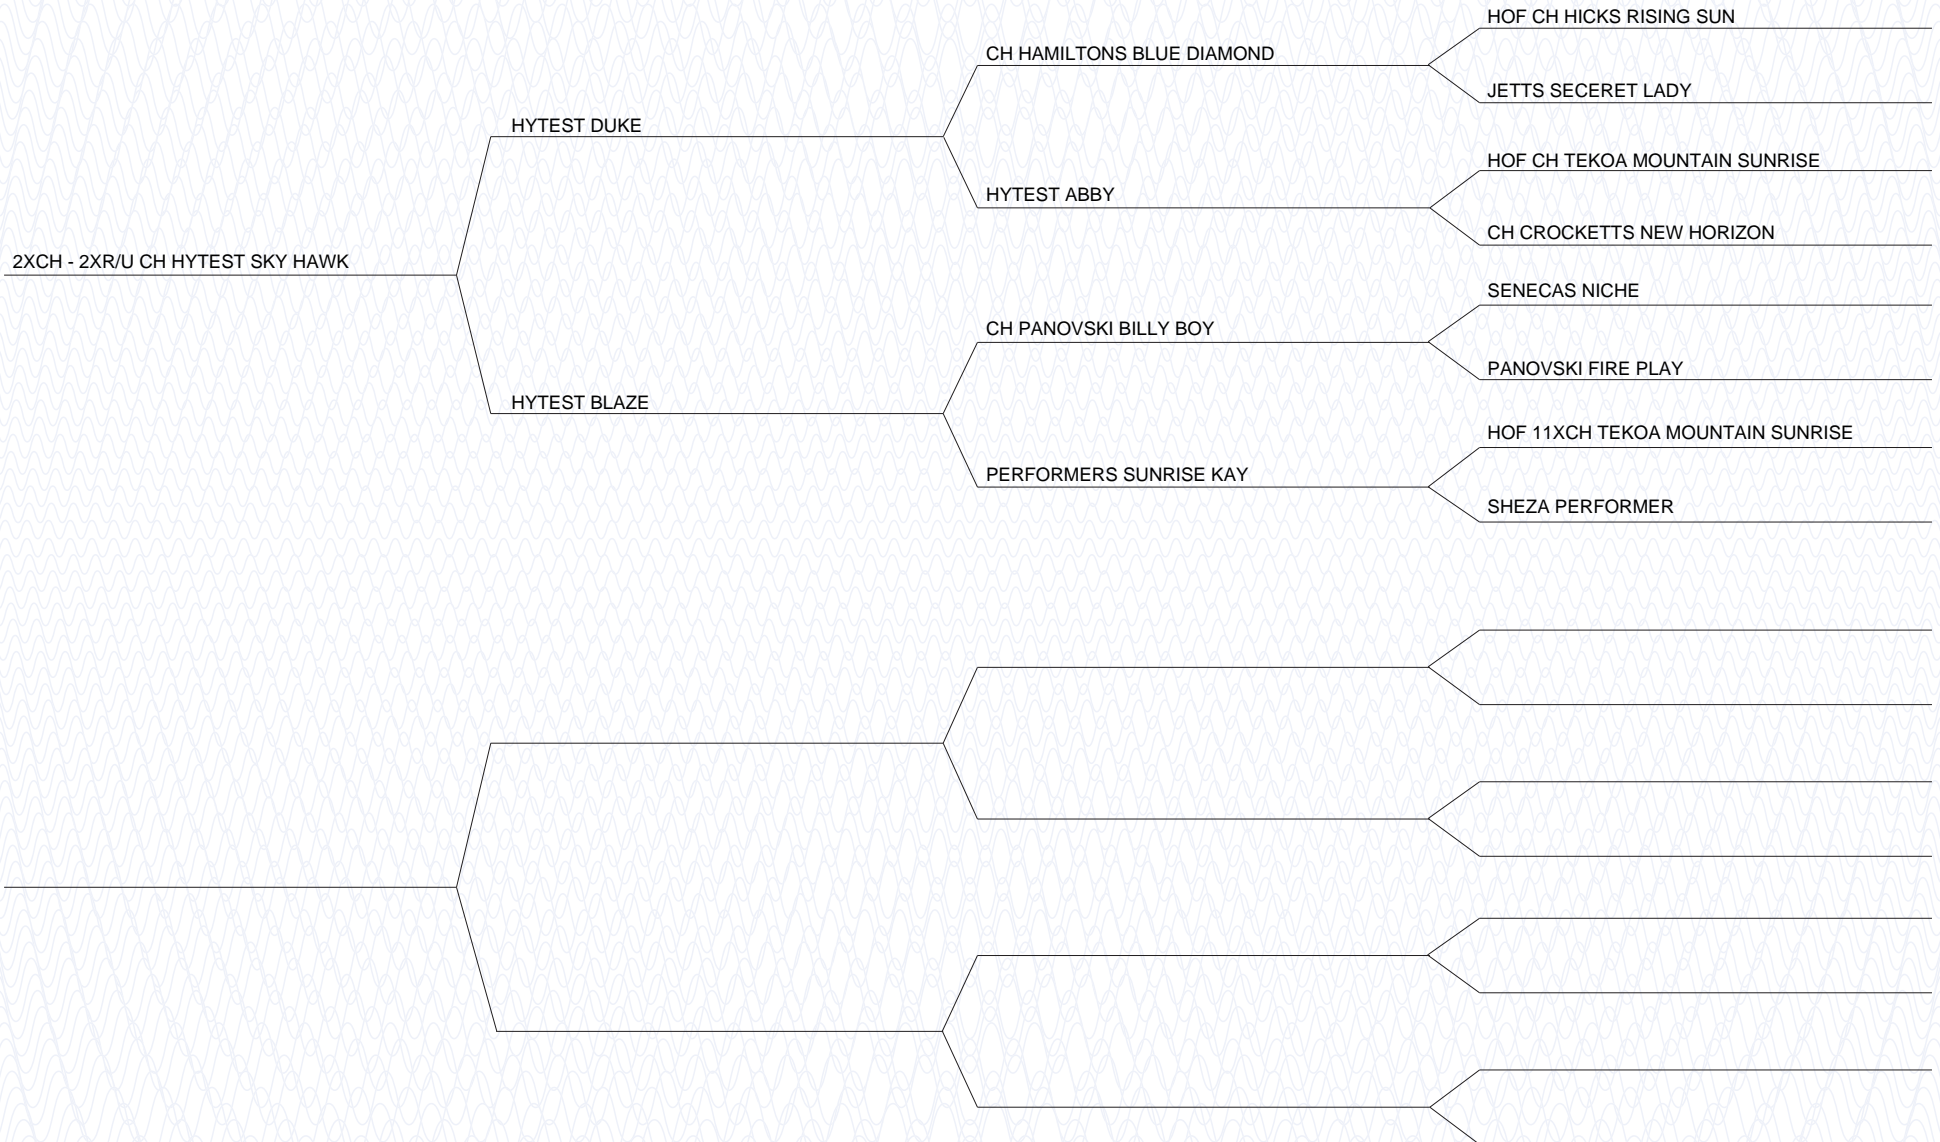 HOF CH HICKS RISING SUN
CH HAMILTONS BLUE DIAMOND
JETTS SECERET LADY
HYTEST DUKE
HOF CH TEKOA MOUNTAIN SUNRISE
HYTEST ABBY
CH CROCKETTS NEW HORIZON
2XCH - 2XR/U CH HYTEST SKY HAWK
SENECAS NICHE
CH PANOVSKI BILLY BOY
PANOVSKI FIRE PLAY
HYTEST BLAZE
HOF 11XCH TEKOA MOUNTAIN SUNRISE
PERFORMERS SUNRISE KAY
SHEZA PERFORMER